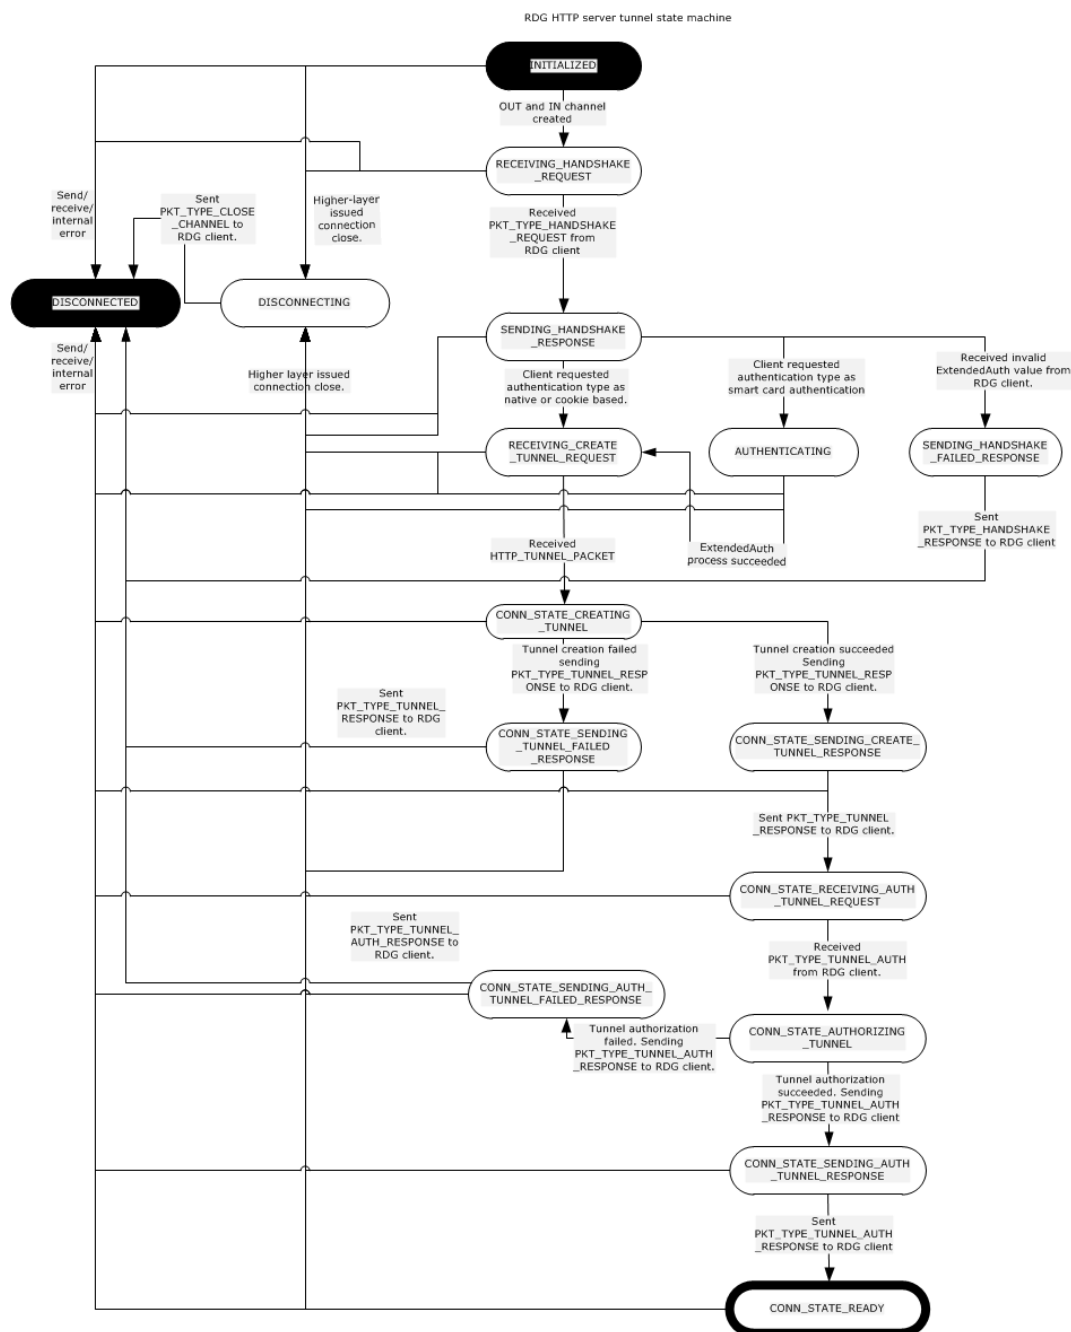 RDG HTTP server tunnel state machine
INITIALIZED
OUT and IN channel
created
RECEIVING_HANDSHAKE
_REQUEST
Send/
receive/
internal
error
Sent
PKT_TYPE_CLOSE
_CHANNEL to
RDG client.
Higher-layer
issued
connection
close.
Received
PKT_TYPE_HANDSHAKE
_REQUEST from
RDG client
DISCONNECTED
DISCONNECTING
SENDING_HANDSHAKE
_RESPONSE
Send/
receive/
internal
error
Higher layer issued
connection close.
Client requested
authentication type as
native or cookie based.
Client requested
authentication type as
smart card authentication
Received invalid
ExtendedAuth value from
RDG client.
RECEIVING_CREATE
_TUNNEL_REQUEST
AUTHENTICATING
SENDING_HANDSHAKE
_FAILED_RESPONSE
Received
HTTP_TUNNEL_PACKET
ExtendedAuth
process succeeded
Sent
PKT_TYPE_HANDSHAKE
_RESPONSE to RDG client
CONN_STATE_CREATING
_TUNNEL
Tunnel creation failed
sending
PKT_TYPE_TUNNEL_RESP
ONSE to RDG client.
Tunnel creation succeeded
Sending
PKT_TYPE_TUNNEL_RESP
ONSE to RDG client.
Sent
PKT_TYPE_TUNNEL_
RESPONSE to RDG
client.
CONN_STATE_SENDING
_TUNNEL_FAILED
_RESPONSE
CONN_STATE_SENDING_CREATE_
TUNNEL_RESPONSE
Sent PKT_TYPE_TUNNEL
_RESPONSE to RDG client.
CONN_STATE_RECEIVING_AUTH
_TUNNEL_REQUEST
Sent
PKT_TYPE_TUNNEL_
AUTH_RESPONSE to
RDG client.
Received
PKT_TYPE_TUNNEL_AUTH
from RDG client.
CONN_STATE_SENDING_AUTH_
TUNNEL_FAILED_RESPONSE
CONN_STATE_AUTHORIZING
_TUNNEL
Tunnel authorization
failed. Sending
PKT_TYPE_TUNNEL_AUTH
_RESPONSE to RDG client.
Tunnel authorization
succeeded. Sending
PKT_TYPE_TUNNEL_AUTH
_RESPONSE to RDG client
CONN_STATE_SENDING_AUTH
_TUNNEL_RESPONSE
Sent
PKT_TYPE_TUNNEL_AUTH
_RESPONSE to RDG client
CONN_STATE_READY